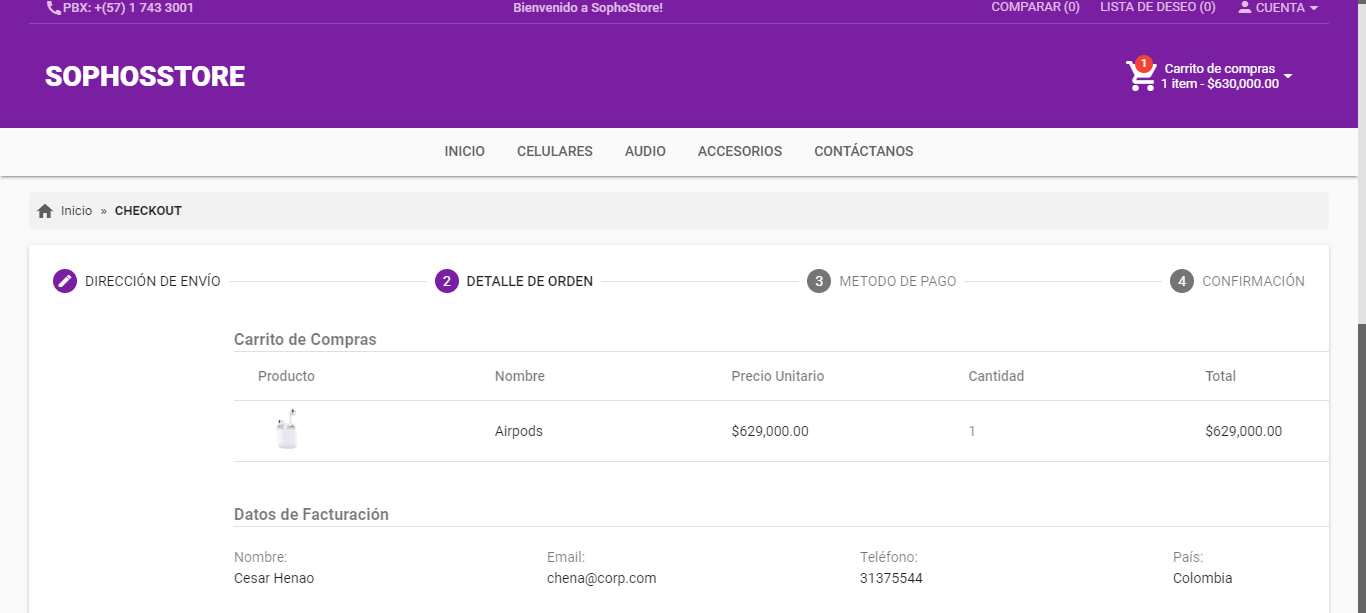 PBX: +(57) 1 743 3001
Bienvenido a SophoStore!
COMPARAR (0)
LISTA DE DESEO (0)
CUENTA
SOPHOSSTORE
1
Carrito de compras
1 item - $630,000.00
INICIO
CELULARES
AUDIO
ACCESORIOS
CONTÁCTANOS
Inicio » CHECKOUT
DIRECCIÓN DE ENVÍO
2 DETALLE DE ORDEN
3 METODO DE PAGO
4 CONFIRMACIÓN
Carrito de Compras
Producto Nombre Precio Unitario Cantidad Total
Airpods $629,000.00 1 $629,000.00
Datos de Facturación
Nombre: Email: Teléfono: País:
Cesar Henao chena@corp.com 31375544 Colombia